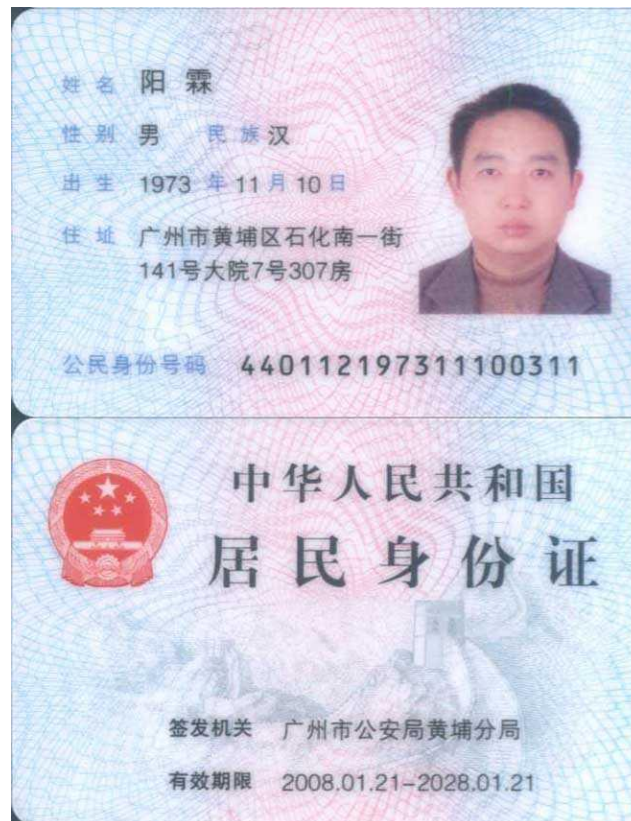 姓名 阳霖
性别 男 民族 汉
出生 1973 年 11 月 10 日
住址 广州市黄埔区石化南一街
141号大院7号307房
公民身份号码 440112197311100311
中华人民共和国
居民身份证
签发机关 广州市公安局黄埔分局
有效期限 2008.01.21-2028.01.21